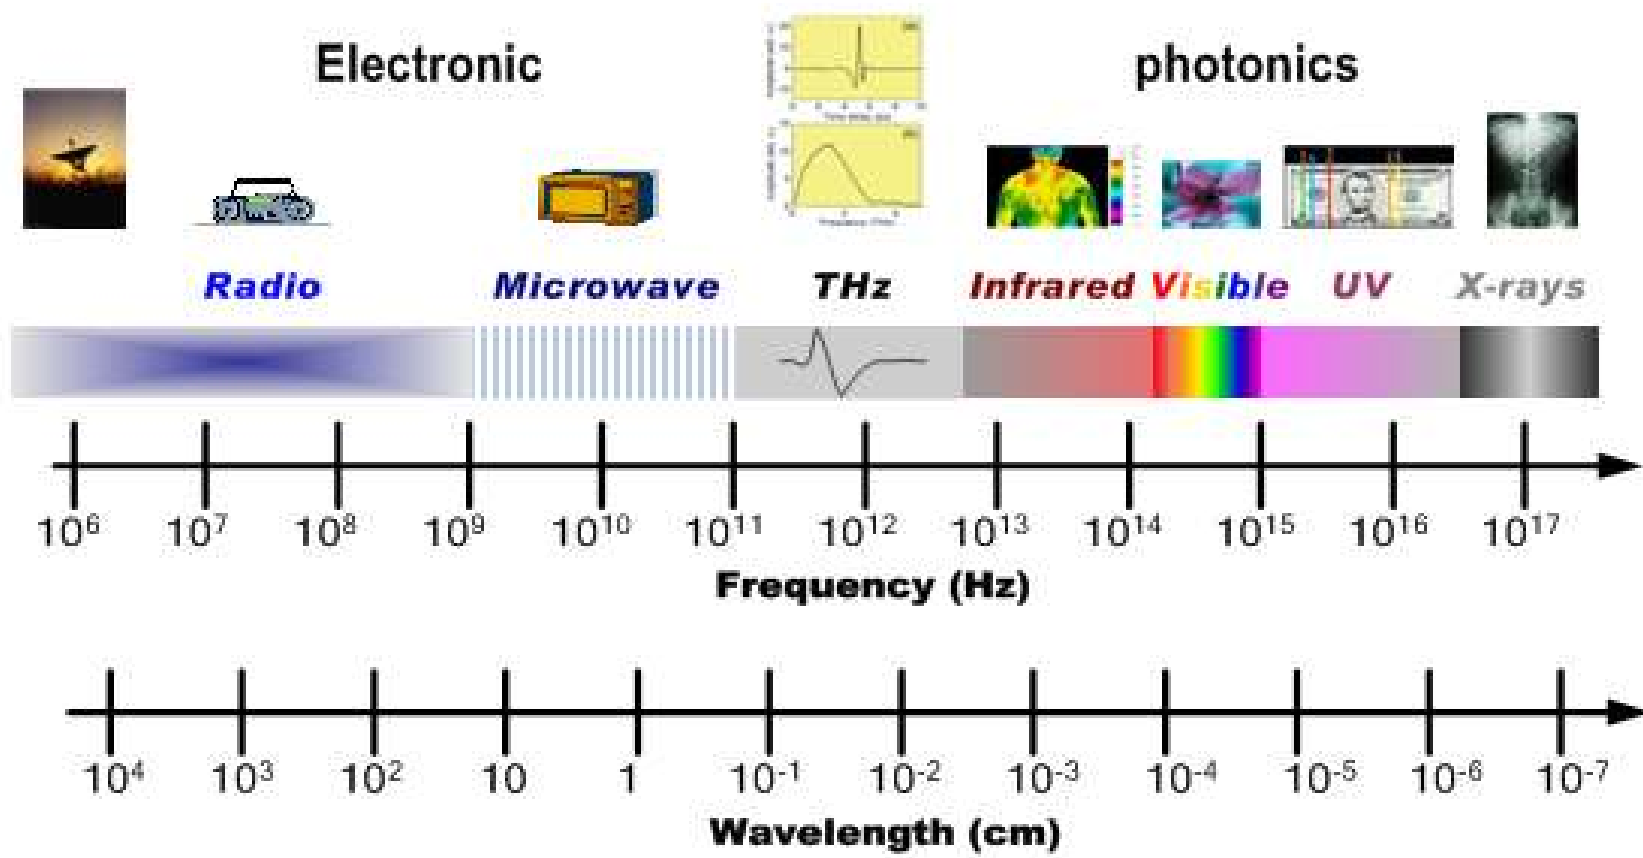 Electronic
photonics
Radio Microwave THz Infrared Visible UV X-rays
10⁶ 10⁷ 10⁸ 10⁹ 10¹⁰ 10¹¹ 10¹² 10¹³ 10¹⁴ 10¹⁵ 10¹⁶ 10¹⁷
Frequency (Hz)
10⁴ 10³ 10² 10 1 10⁻¹ 10⁻² 10⁻³ 10⁻⁴ 10⁻⁵ 10⁻⁶ 10⁻⁷
Wavelength (cm)